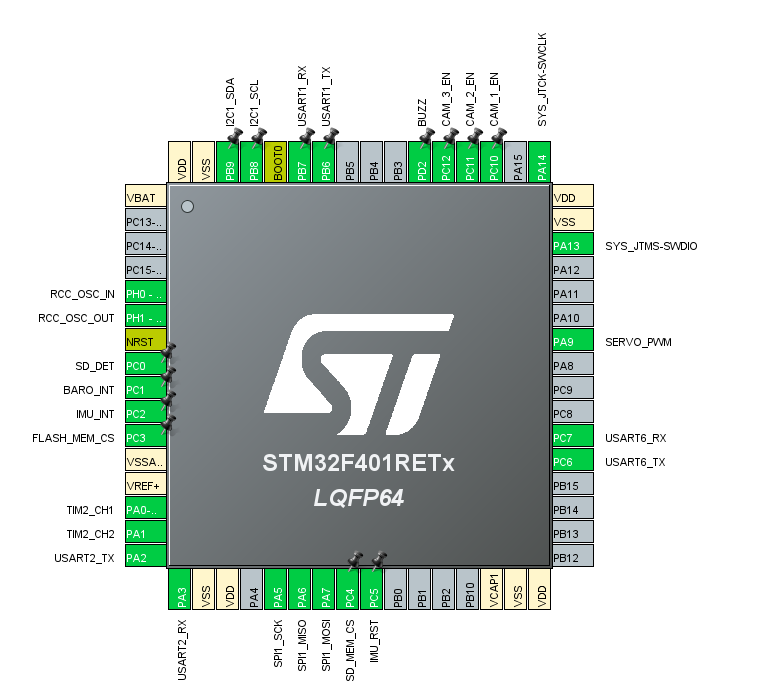 I2C1_SDA
I2C1_SCL
USART1_RX
USART1_TX
BUZZ
CAM_3_EN
CAM_2_EN
CAM_1_EN
SYS_JTCK-SWCLK
VDD
VSS
PB9
PB8
BOOT0
PB7
PB6
PB5
PB4
PB3
PD2
PC12
PC11
PC10
PA15
PA14
VBAT
PC13-..
PC14-..
PC15-..
RCC_OSC_IN PH0 - ..
RCC_OSC_OUT PH1 - ..
NRST
SD_DET PC0
BARO_INT PC1
IMU_INT PC2
FLASH_MEM_CS PC3
VSSA..
VREF+
TIM2_CH1 PA0-..
TIM2_CH2 PA1
USART2_TX PA2
ST
STM32F401RETx
LQFP64
VDD
VSS
PA13 SYS_JTMS-SWDIO
PA12
PA11
PA10
PA9 SERVO_PWM
PA8
PC9
PC8
PC7 USART6_RX
PC6 USART6_TX
PB15
PB14
PB13
PB12
PA3
VSS
VDD
PA4
PA5
PA6
PA7
PC4
PC5
PB0
PB1
PB2
PB10
VCAP1
VSS
VDD
USART2_RX
SPI1_SCK
SPI1_MISO
SPI1_MOSI
SD_MEM_CS
IMU_RST